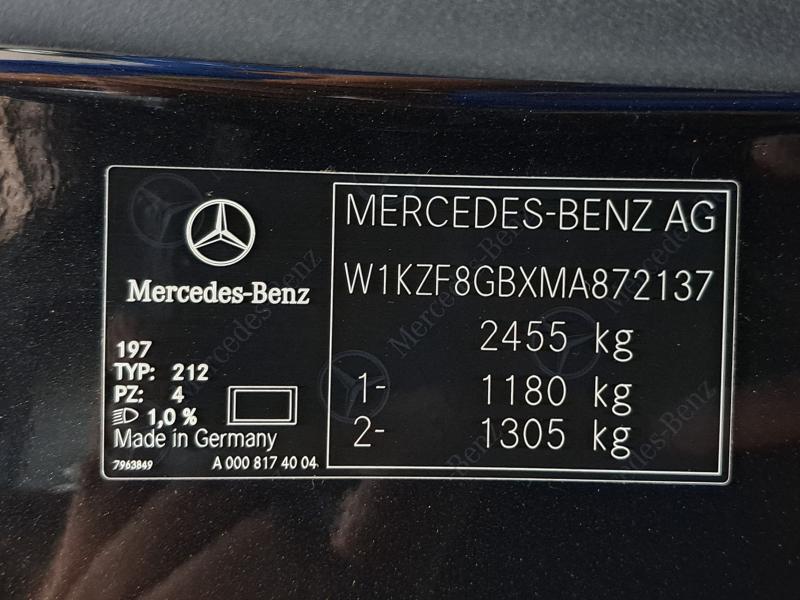 Mercedes-Benz
197
TYP: 212
PZ: 4
1,0 %
Made in Germany
7963849
A 000 817 40 04
MERCEDES-BENZ AG
W1KZF8GBXMA872137
2455 kg
1- 1180 kg
2- 1305 kg